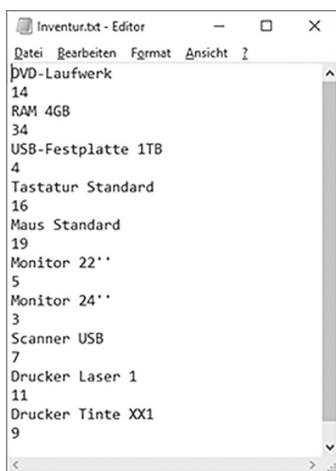 Inventur.txt - Editor
Datei Bearbeiten Format Ansicht ?
DVD-Laufwerk
14
RAM 4GB
34
USB-Festplatte 1TB
4
Tastatur Standard
16
Maus Standard
19
Monitor 22''
5
Monitor 24''
3
Scanner USB
7
Drucker Laser 1
11
Drucker Tinte XX1
9